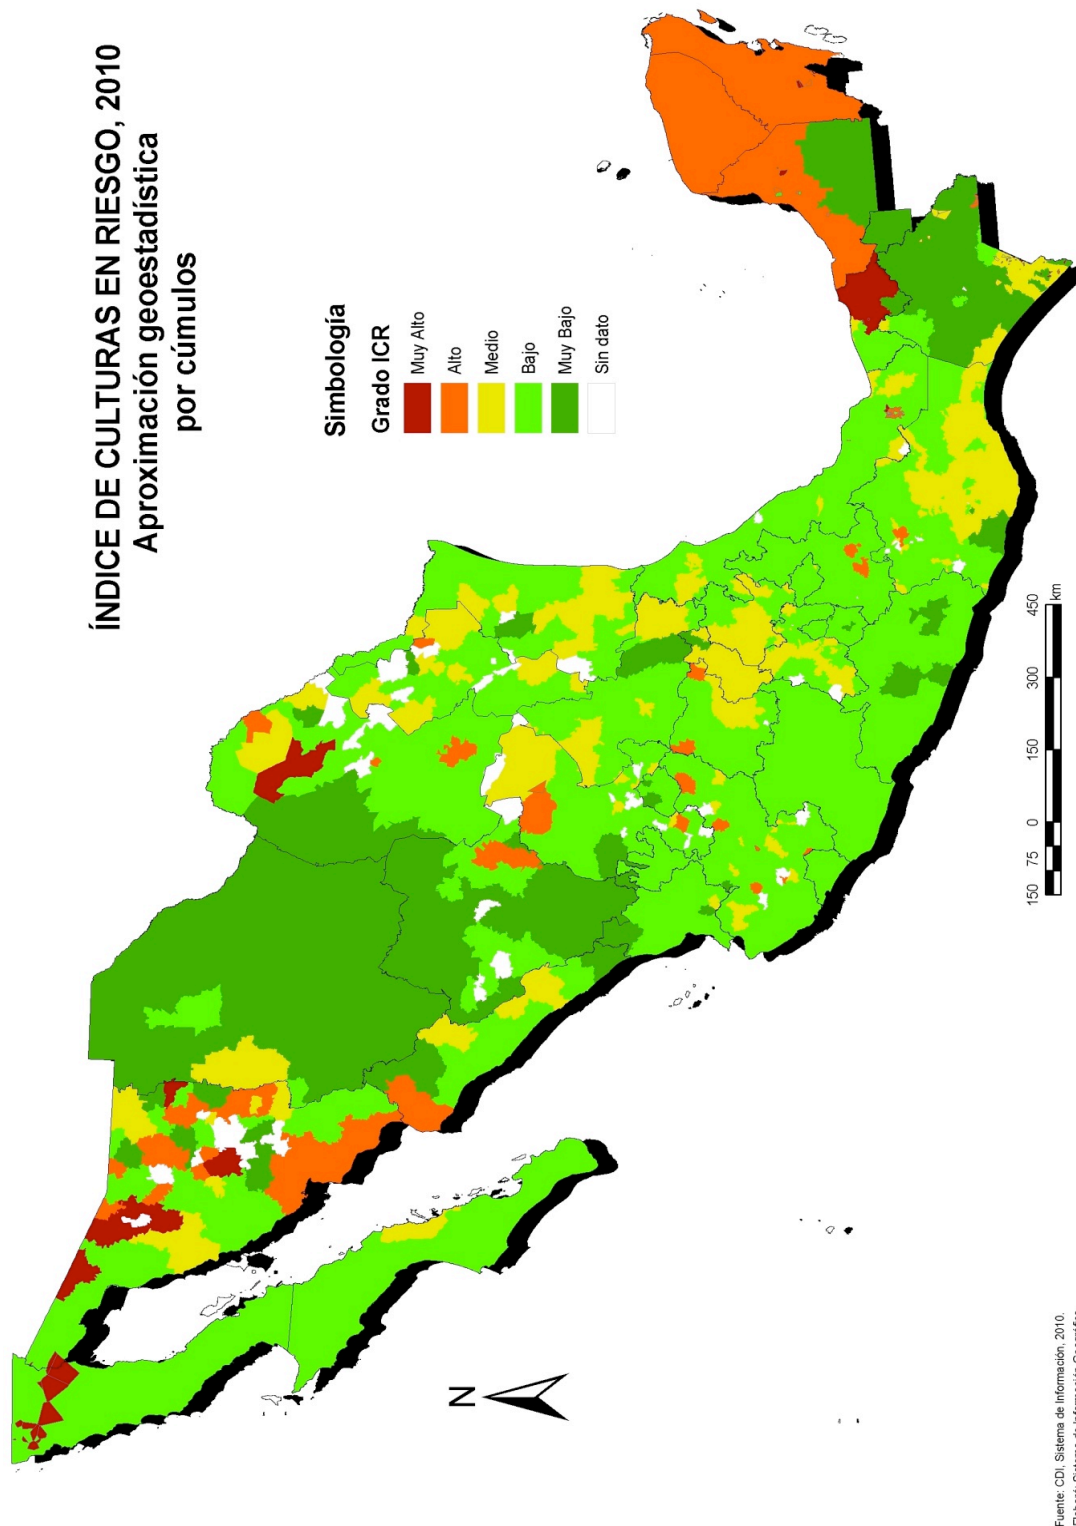 ÍNDICE DE CULTURAS EN RIESGO, 2010
Aproximación geoestadística
por cúmulos
Simbología
Grado ICR
Muy Alto
Alto
Medio
Bajo
Muy Bajo
Sin dato
N
150 75 0 150 300 450
km
Fuente: CDI, Sistema de Información, 2010.